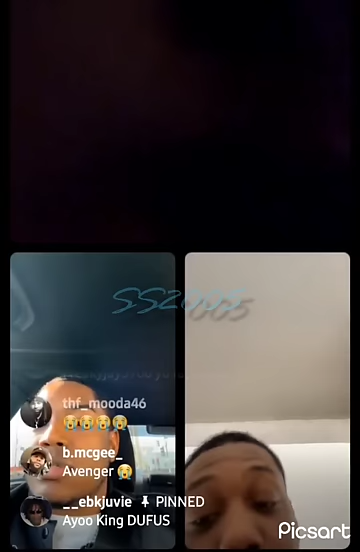 SS2005
thf_mooda46
😭😭😭😭
b.mcgee_
Avenger 😭
__ebkjuvie 📌 PINNED
Ayoo King DUFUS
Picsart